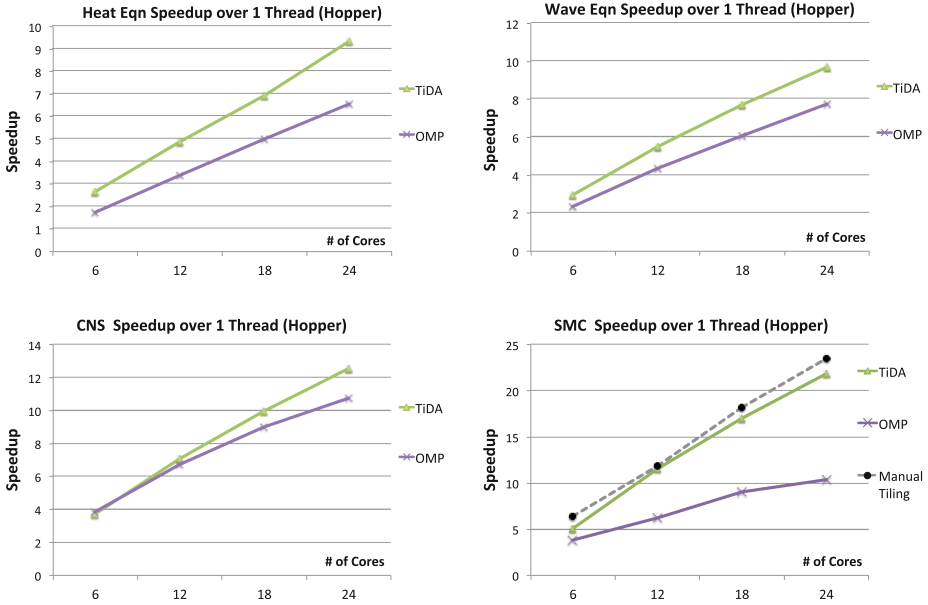 Heat Eqn Speedup over 1 Thread (Hopper)
10
9
8
7
6
5
4
3
2
1
0
Speedup
6 12 18 24
# of Cores
TiDA
OMP
Wave Eqn Speedup over 1 Thread (Hopper)
12
10
8
6
4
2
0
Speedup
6 12 18 24
# of Cores
TiDA
OMP
CNS Speedup over 1 Thread (Hopper)
14
12
10
8
6
4
2
0
Speedup
6 12 18 24
# of Cores
TiDA
OMP
SMC Speedup over 1 Thread (Hopper)
25
20
15
10
5
0
Speedup
6 12 18 24
# of Cores
TiDA
OMP
Manual
Tiling